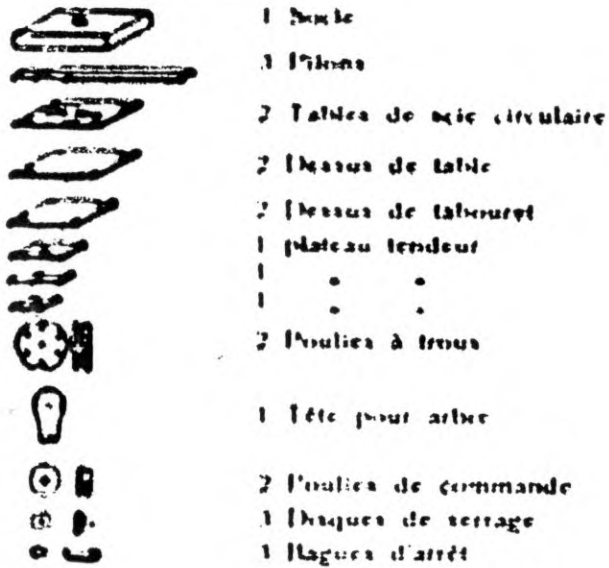 1 Socle
3 Pilons
2 Tables de scie circulaire
2 Dessus de table
2 Dessus de tabouret
1 plateau tendeur
1 " "
1 " "
2 Poulies à trous
1 Tête pour arbre
2 Poulies de commande
3 Disques de serrage
3 Bagues d'arrêt